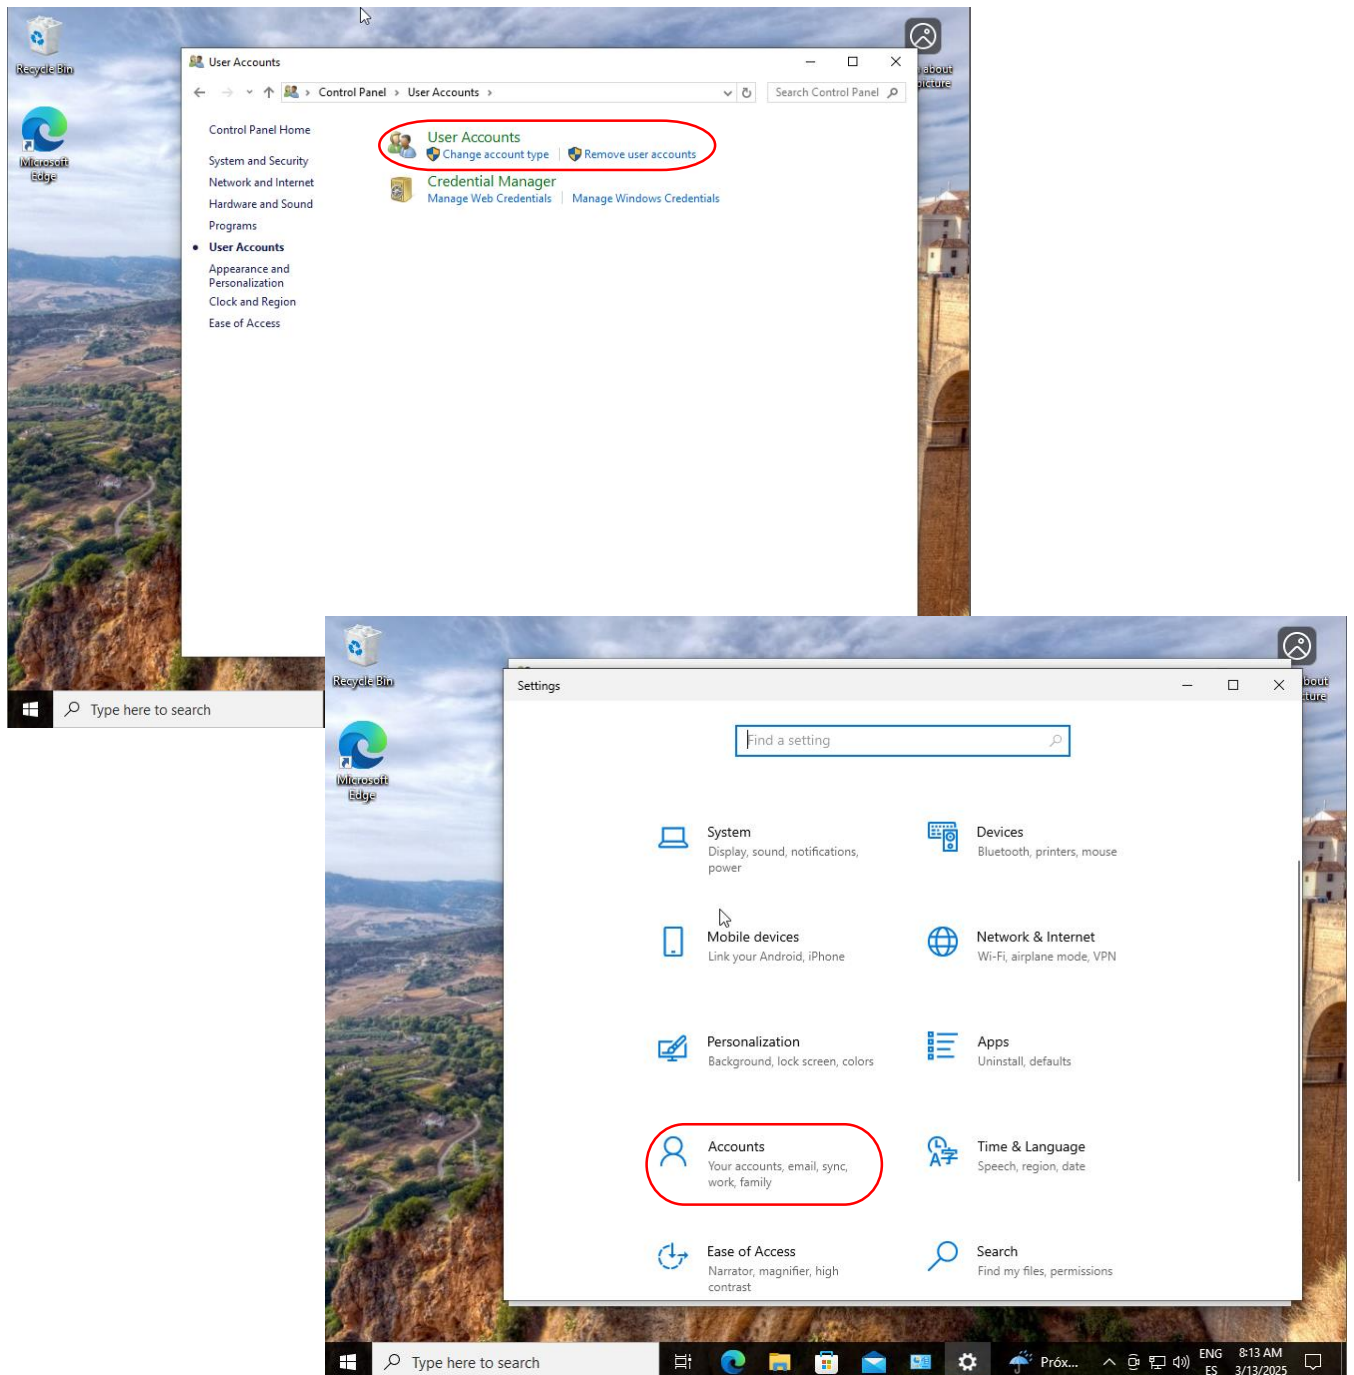 Recycle Bin
about
picture
Microsoft
Edge
User Accounts
Control Panel > User Accounts >
Search Control Panel
Control Panel Home
System and Security
Network and Internet
Hardware and Sound
Programs
User Accounts
Appearance and
Personalization
Clock and Region
Ease of Access
User Accounts
Change account type
Remove user accounts
Credential Manager
Manage Web Credentials
Manage Windows Credentials
Type here to search
Recycle Bin
bout
ture
Microsoft
Edge
Settings
Find a setting
System
Display, sound, notifications,
power
Devices
Bluetooth, printers, mouse
Mobile devices
Link your Android, iPhone
Network & Internet
Wi-Fi, airplane mode, VPN
Personalization
Background, lock screen, colors
Apps
Uninstall, defaults
Accounts
Your accounts, email, sync,
work, family
Time & Language
Speech, region, date
Ease of Access
Narrator, magnifier, high
contrast
Search
Find my files, permissions
Type here to search
Próx...
ENG
ES
8:13 AM
3/13/2025